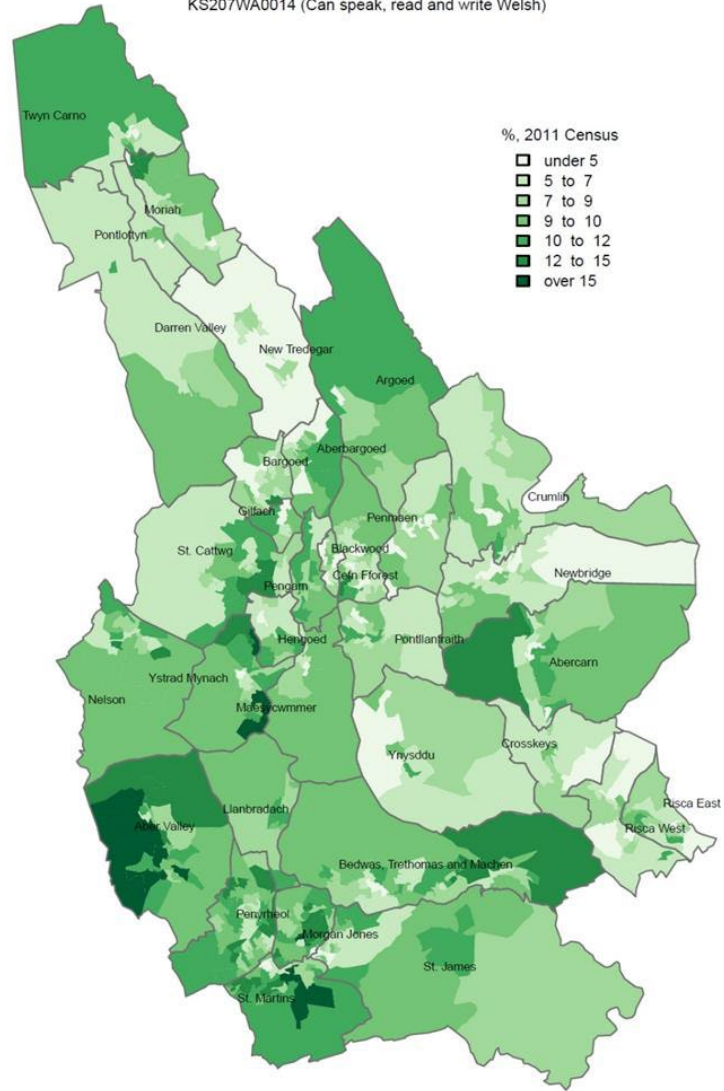 KS207WA0014 (Can speak, read and write Welsh)
Twyn Carno
%, 2011 Census
under 5
5 to 7
7 to 9
9 to 10
10 to 12
12 to 15
over 15
Moriah
Pontlottyn
Darren Valley
New Tredegar
Argoed
Aberbargoed
Bargoed
Crumlin
Gilfach
Penmaen
St. Cattwg
Blackwood
Cefn Fforest
Newbridge
Pengam
Hengoed
Pontllanfraith
Abercarn
Ystrad Mynach
Nelson
Maesycwmmer
Crosskeys
Ynysddu
Risca East
Llanbradach
Aber Valley
Risca West
Bedwas, Trethomas and Machen
Penyrheol
Morgan Jones
St. James
St. Martins